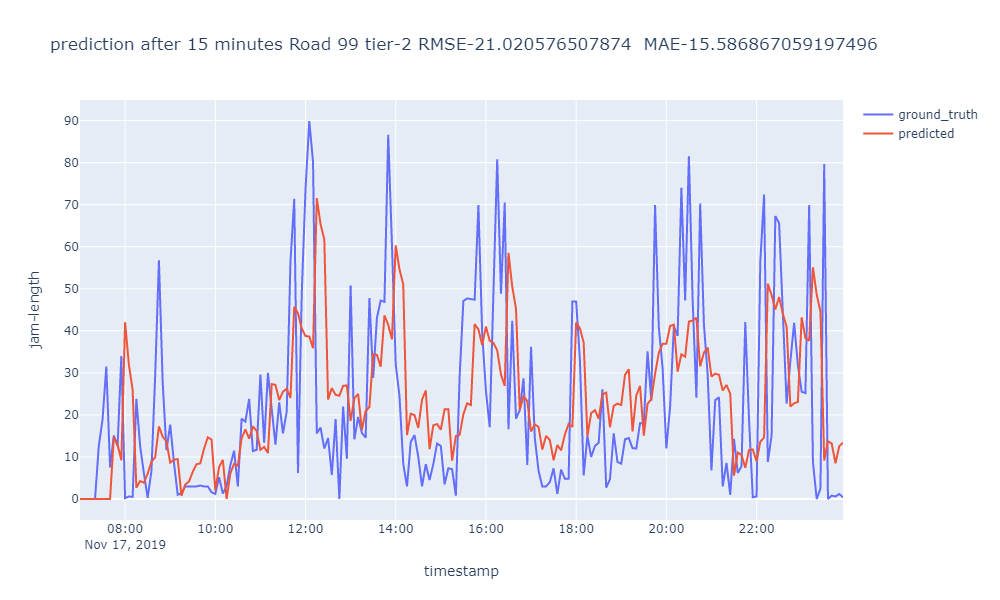 prediction after 15 minutes Road 99 tier-2 RMSE-21.020576507874  MAE-15.586867059197496
ground_truth
predicted
90
80
70
60
50
40
30
20
10
0
jam-length
08:00 10:00 12:00 14:00 16:00 18:00 20:00 22:00
Nov 17, 2019
timestamp